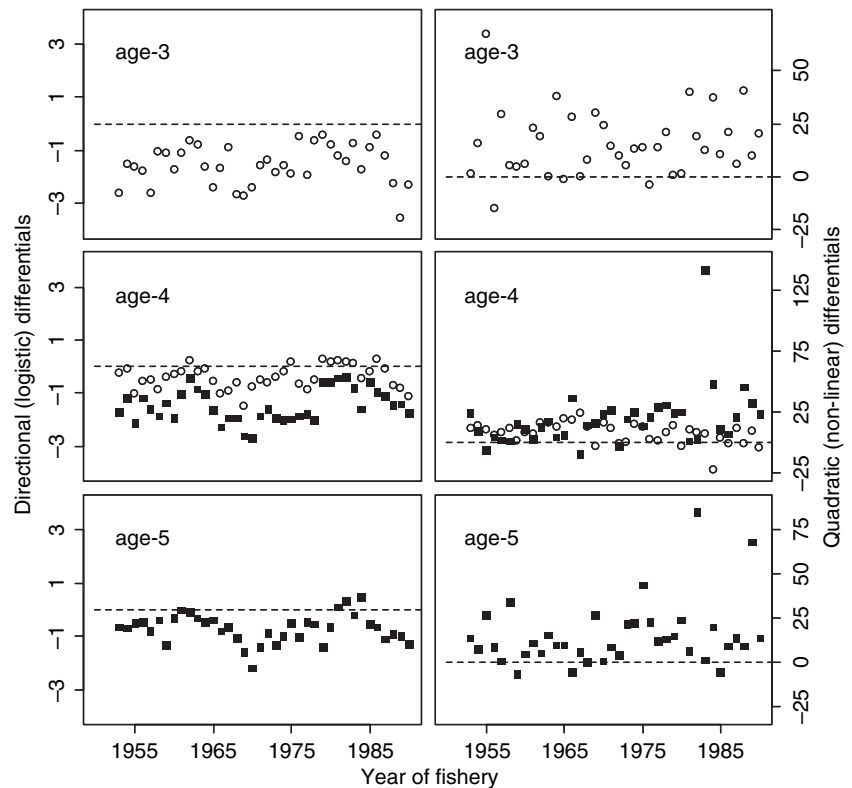 Directional (logistic) differentials
Quadratic (non-linear) differentials
age-3
3
1
−1
−3
age-3
50
25
0
−25
age-4
3
1
−1
−3
age-4
125
75
25
−25
age-5
3
1
−1
−3
age-5
75
50
25
0
−25
1955 1965 1975 1985
1955 1965 1975 1985
Year of fishery